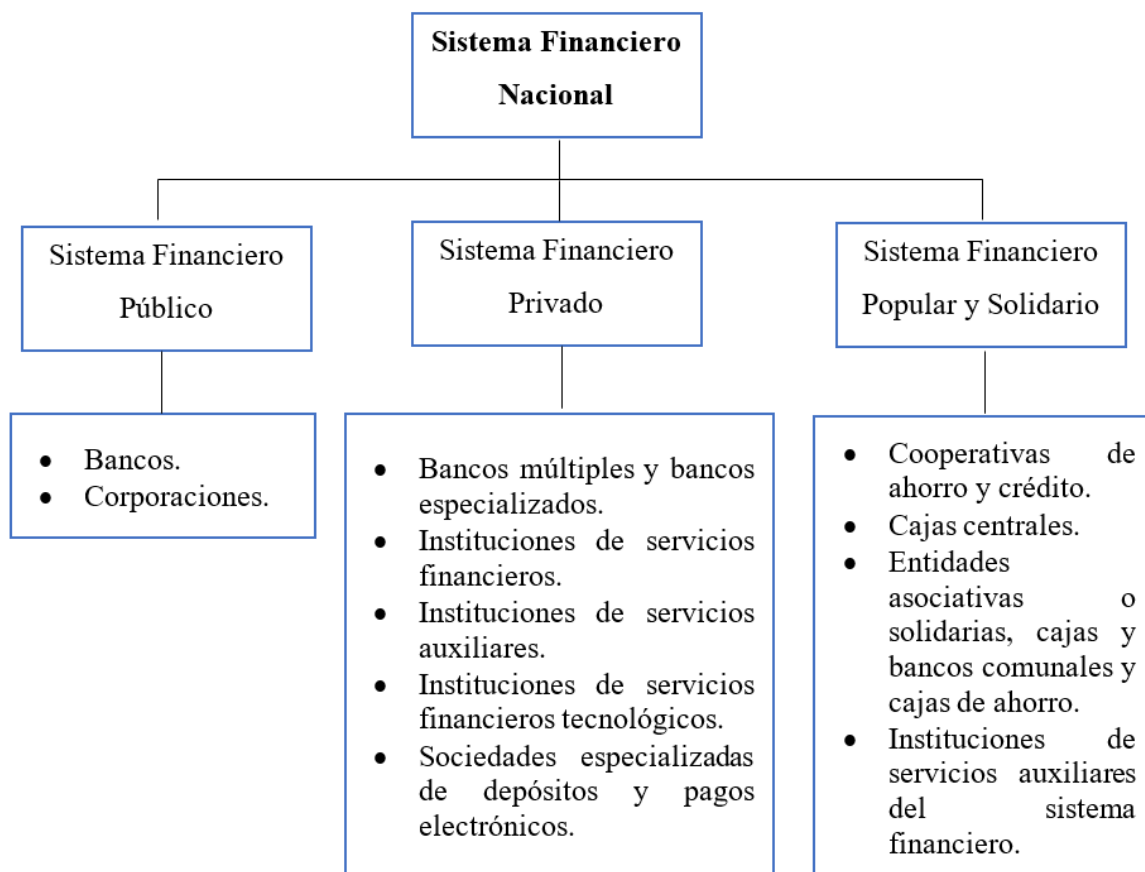 Sistema Financiero
Nacional
Sistema Financiero
Público
Sistema Financiero
Privado
Sistema Financiero
Popular y Solidario
• Bancos.
• Corporaciones.
• Bancos múltiples y bancos
especializados.
• Instituciones de servicios
financieros.
• Instituciones de servicios
auxiliares.
• Instituciones de servicios
financieros tecnológicos.
• Sociedades especializadas
de depósitos y pagos
electrónicos.
• Cooperativas de
ahorro y crédito.
• Cajas centrales.
• Entidades
asociativas o
solidarias, cajas y
bancos comunales y
cajas de ahorro.
• Instituciones de
servicios auxiliares
del sistema
financiero.